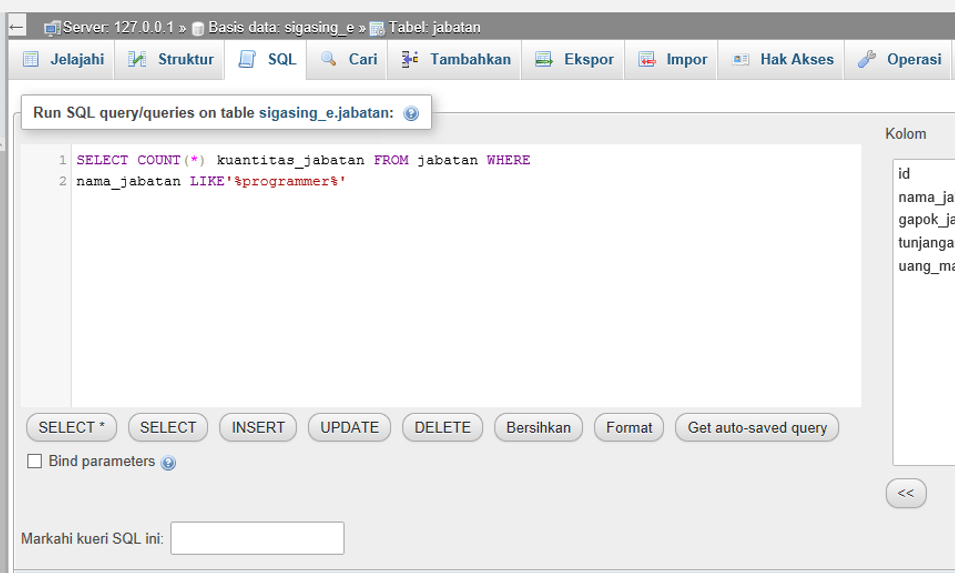 Server: 127.0.0.1 » Basis data: sigasing_e » Tabel: jabatan
Jelajahi Struktur SQL Cari Tambahkan Ekspor Impor Hak Akses Operasi
Run SQL query/queries on table sigasing_e.jabatan:
Kolom
1 SELECT COUNT(*) kuantitas_jabatan FROM jabatan WHERE
2 nama_jabatan LIKE'%programmer%'
id
nama_ja
gapok_ja
tunjanga
uang_ma
SELECT * SELECT INSERT UPDATE DELETE Bersihkan Format Get auto-saved query
Bind parameters
<<
Markahi kueri SQL ini: